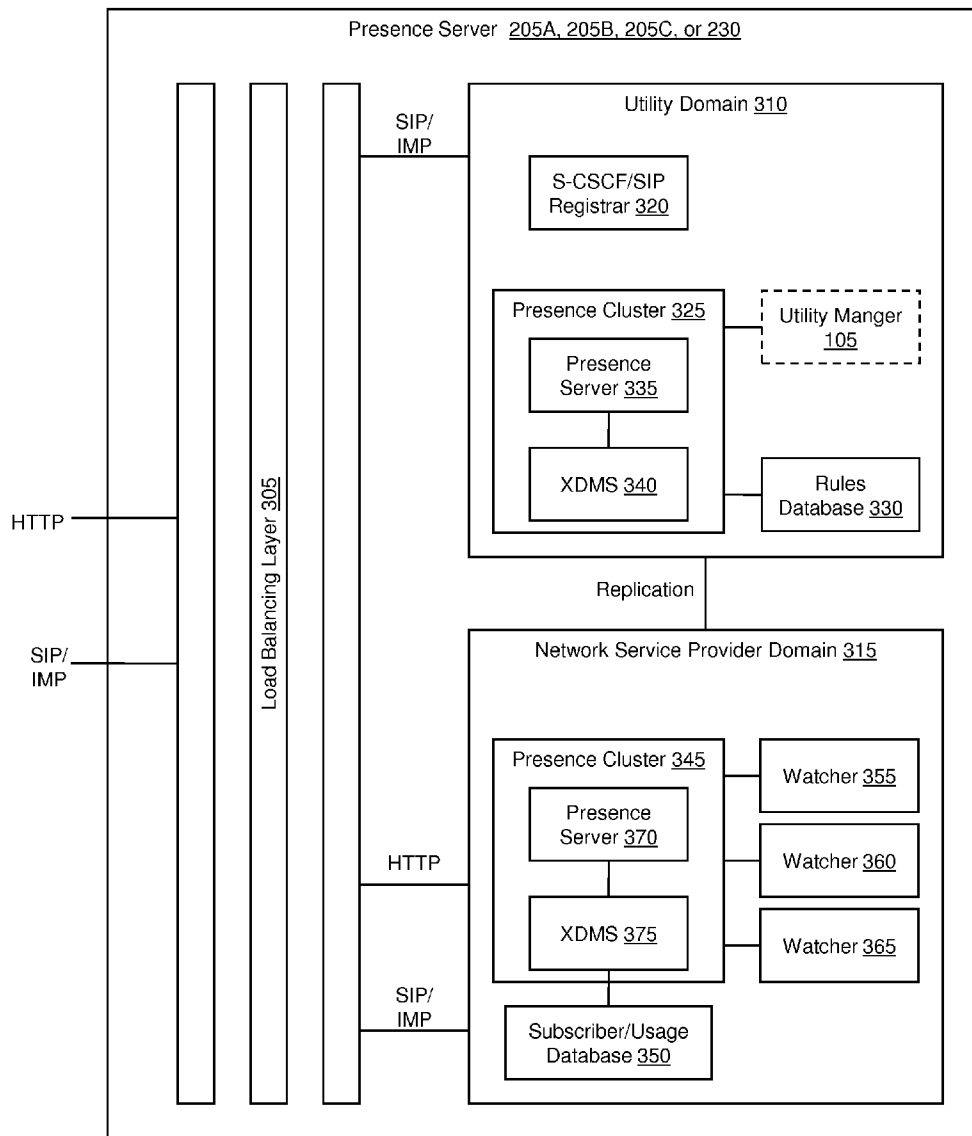 Presence Server 205A, 205B, 205C, or 230
HTTP
SIP/
IMP
Load Balancing Layer 305
SIP/
IMP
HTTP
SIP/
IMP
Utility Domain 310
S-CSCF/SIP
Registrar 320
Presence Cluster 325
Presence
Server 335
XDMS 340
Utility Manger
105
Rules
Database 330
Replication
Network Service Provider Domain 315
Presence Cluster 345
Presence
Server 370
XDMS 375
Watcher 355
Watcher 360
Watcher 365
Subscriber/Usage
Database 350